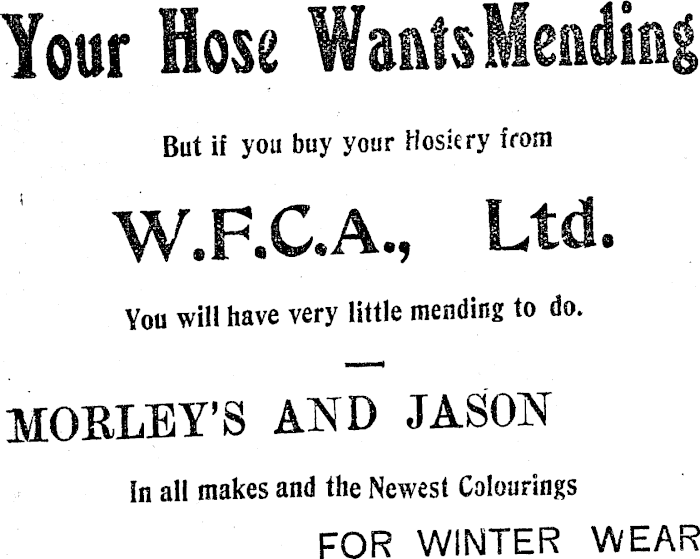 Your Hose Wants Mending
But if you buy your Hosiery from
W.F.C.A., Ltd.
You will have very little mending to do.
MORLEY'S AND JASON
In all makes and the Newest Colourings
FOR WINTER WEAR